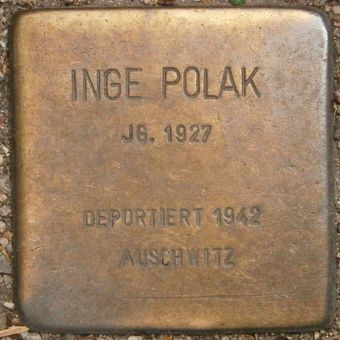 INGE POLAK
JG. 1927
DEPORTIERT 1942
AUSCHWITZ